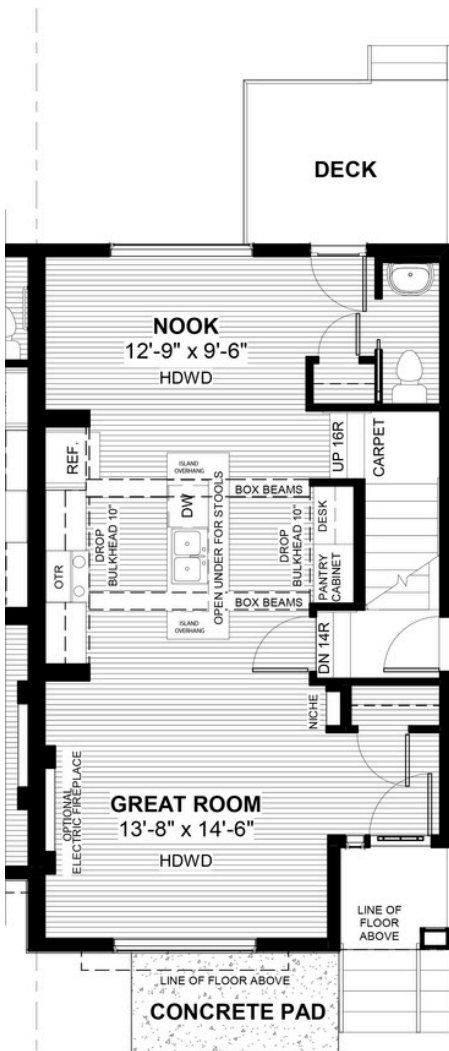 DECK
NOOK
12'-9" x 9'-6"
HDWD
REF.
ISLAND
OVERHANG
UP 16R
CARPET
BOX BEAMS
DW
OPEN UNDER FOR STOOLS
DROP
BULKHEAD 10"
DROP
BULKHEAD 10"
DESK
PANTRY
CABINET
OTR
BOX BEAMS
ISLAND
OVERHANG
DN 14R
NICHE
OPTIONAL
ELECTRIC FIREPLACE
GREAT ROOM
13'-8" x 14'-6"
HDWD
LINE OF
FLOOR
ABOVE
LINE OF FLOOR ABOVE
CONCRETE PAD